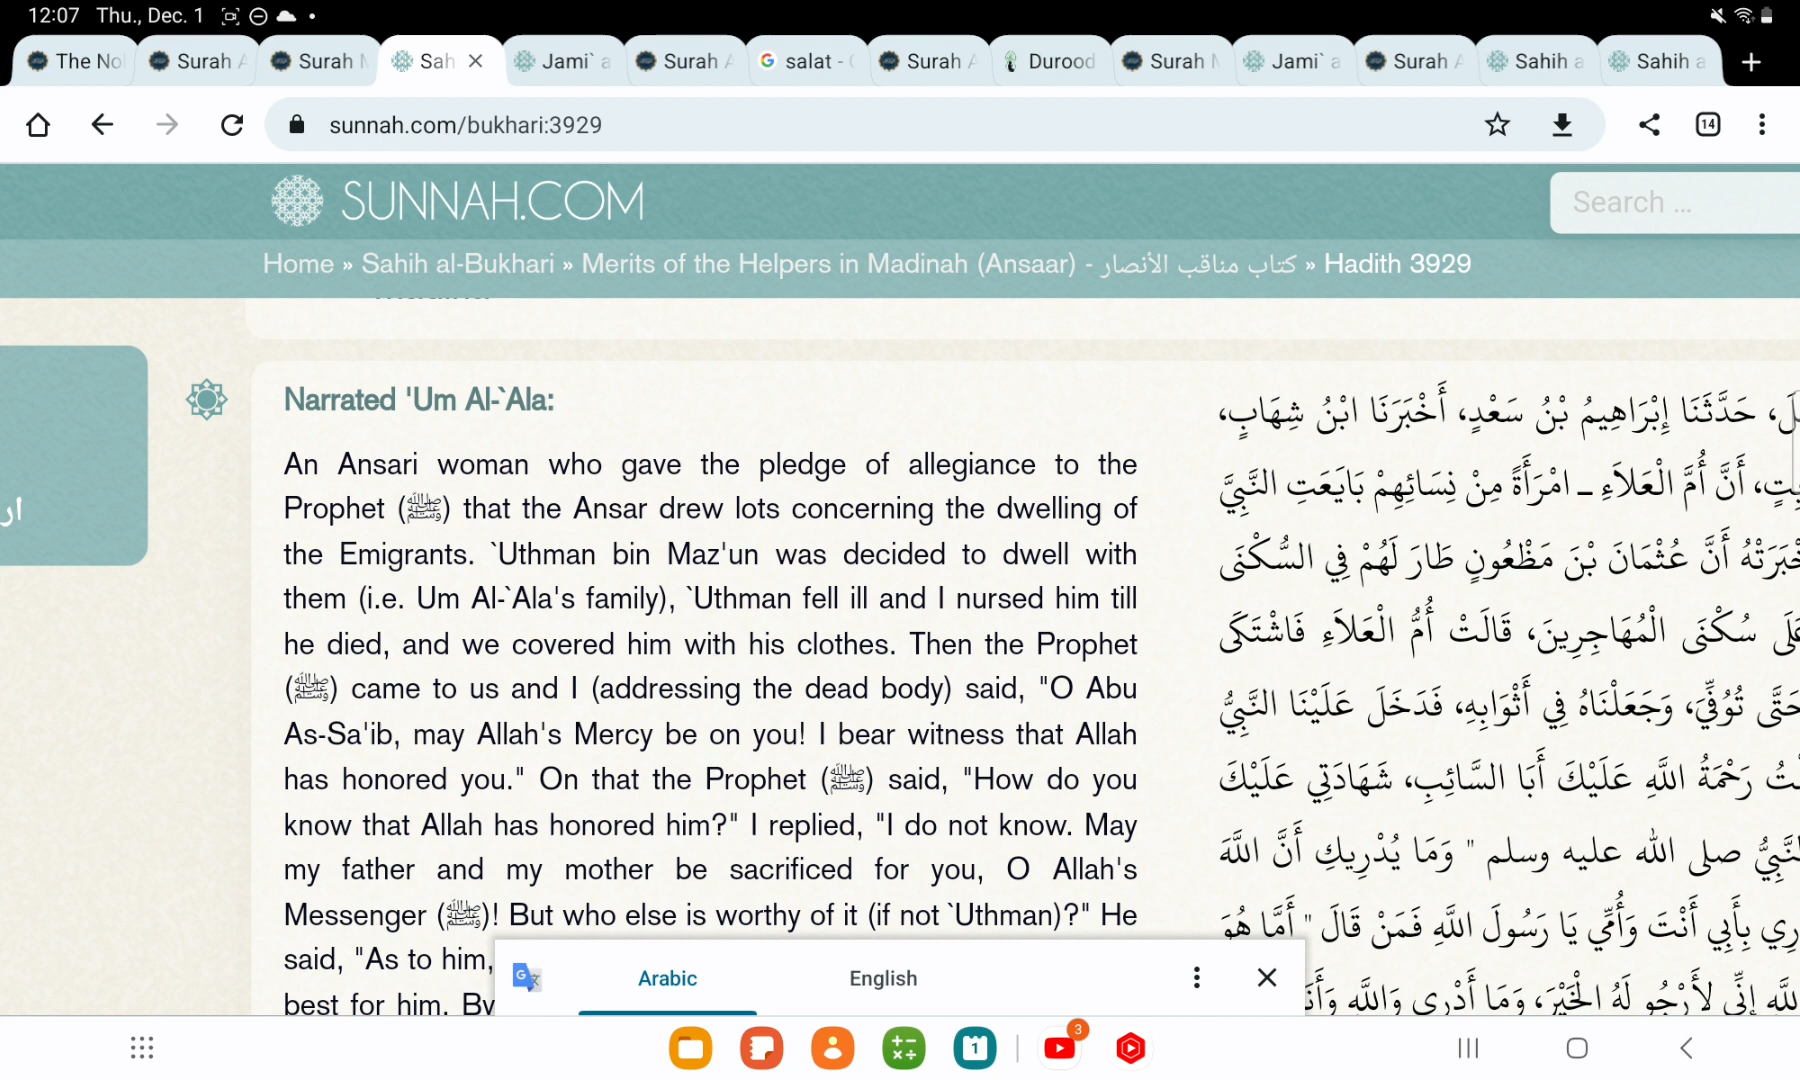 12:07 Thu., Dec. 1
The No
Surah A
Surah M
Sah
Jami` a
Surah A
salat - G
Surah A
Durood
Surah M
Jami` a
Surah A
Sahih a
Sahih a
sunnah.com/bukhari:3929
14
SUNNAH.COM
Search ...
Home » Sahih al-Bukhari » Merits of the Helpers in Madinah (Ansaar) - كتاب مناقب الأنصار » Hadith 3929
Narrated 'Um Al-`Ala:
An Ansari woman who gave the pledge of allegiance to the
Prophet (ﷺ) that the Ansar drew lots concerning the dwelling of
the Emigrants. `Uthman bin Maz'un was decided to dwell with
them (i.e. Um Al-`Ala's family), `Uthman fell ill and I nursed him till
he died, and we covered him with his clothes. Then the Prophet
(ﷺ) came to us and I (addressing the dead body) said, "O Abu
As-Sa'ib, may Allah's Mercy be on you! I bear witness that Allah
has honored you." On that the Prophet (ﷺ) said, "How do you
know that Allah has honored him?" I replied, "I do not know. May
my father and my mother be sacrificed for you, O Allah's
Messenger (ﷺ)! But who else is worthy of it (if not `Uthman)?" He
said, "As to him,
best for him. By
حَدَّثَنَا إِبْرَاهِيمُ بْنُ سَعْدٍ، أَخْبَرَنَا ابْنُ شِهَابٍ،
أَنَّ أُمَّ الْعَلاَءِ ـ امْرَأَةً مِنْ نِسَائِهِمْ بَايَعَتِ النَّبِيَّ
أَنَّ عُثْمَانَ بْنَ مَظْعُونٍ طَارَ لَهُمْ فِي السُّكْنَى
سُكْنَى الْمُهَاجِرِينَ، قَالَتْ أُمُّ الْعَلاَءِ فَاشْتَكَى
حَتَّى تُوُفِّيَ، وَجَعَلْنَاهُ فِي أَثْوَابِهِ، فَدَخَلَ عَلَيْنَا النَّبِيُّ
رَحْمَةُ اللَّهِ عَلَيْكَ أَبَا السَّائِبِ، شَهَادَتِي عَلَيْكَ
صلى الله عليه وسلم " وَمَا يُدْرِيكِ أَنَّ اللَّهَ
بِأَبِي أَنْتَ وَأُمِّي يَا رَسُولَ اللَّهِ فَمَنْ قَالَ " أَمَّا هُوَ
إِنِّي لأَرْجُو لَهُ الْخَيْرَ، وَمَا أَدْرِي وَاللَّهِ وَأَنَا
Arabic English
1
3